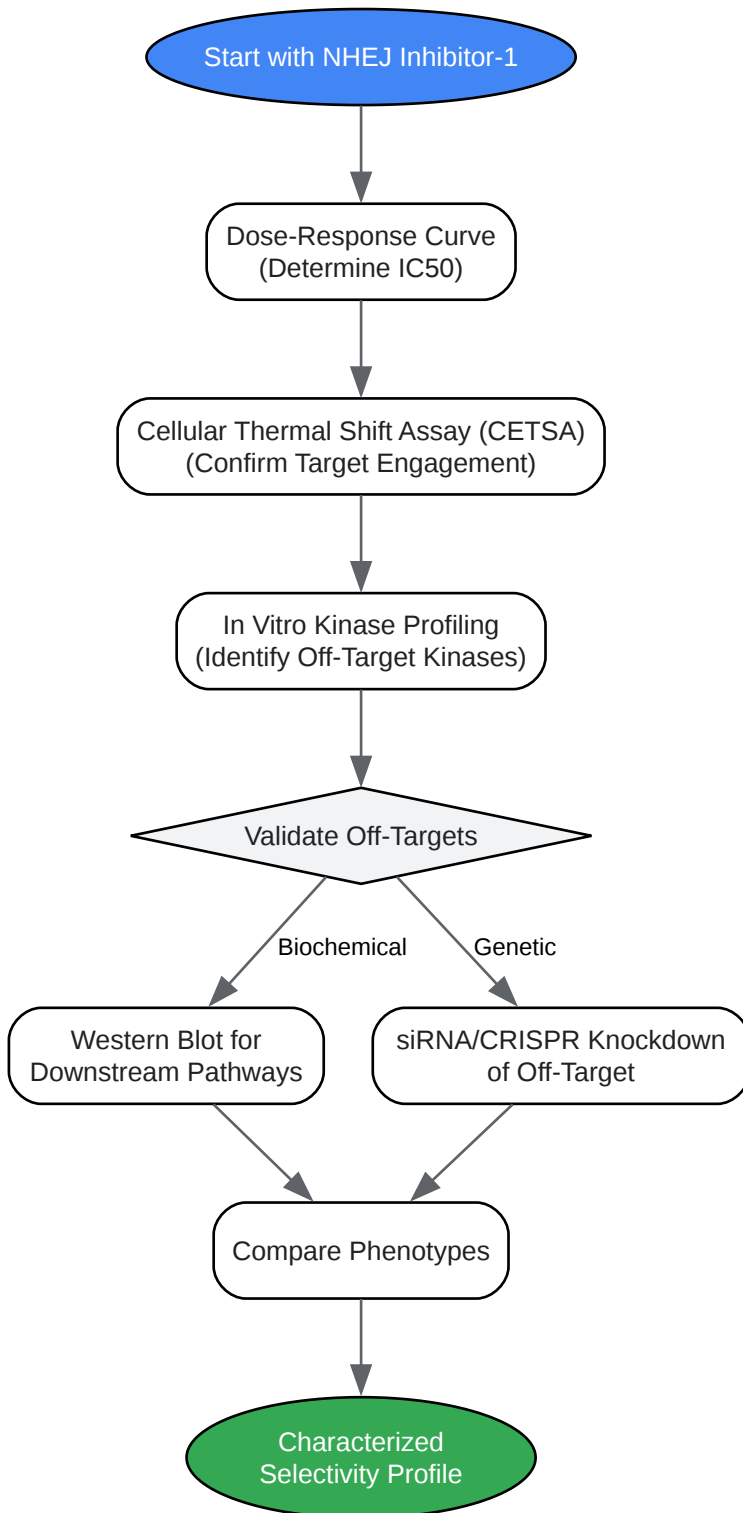 Start with NHEJ Inhibitor-1
Dose-Response Curve
(Determine IC50)
Cellular Thermal Shift Assay (CETSA)
(Confirm Target Engagement)
In Vitro Kinase Profiling
(Identify Off-Target Kinases)
Validate Off-Targets
Biochemical
Genetic
Western Blot for
Downstream Pathways
siRNA/CRISPR Knockdown
of Off-Target
Compare Phenotypes
Characterized
Selectivity Profile